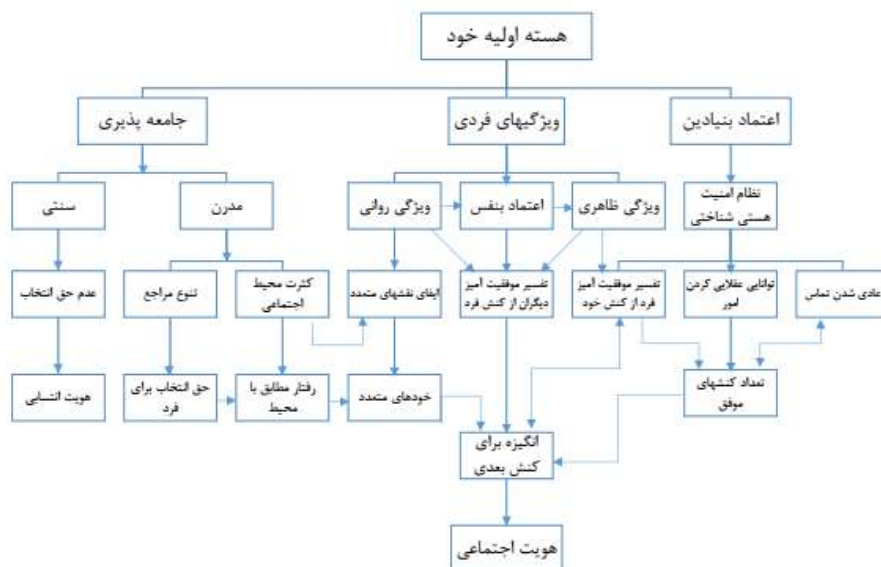 هسته اولیه خود
اعتماد بنیادین
ویژگیهای فردی
جامعه پذیری
نظام امنیت
هستی شناختی
ویژگی ظاهری
اعتماد بنفس
ویژگی روانی
مدرن
سنتی
عادی شدن تماس
توانایی عقلایی کردن
امور
تفسیر موفقیت آمیز
فرد از کنش خود
تفسیر موفقیت آمیز
دیگران از کنش فرد
ایفای نقشهای متعدد
کثرت محیط
اجتماعی
تنوع مراجع
عدم حق انتخاب
تعداد کنشهای
موفق
خودهای متعدد
رفتار مطابق با
محیط
حق انتخاب برای
فرد
هویت انتسابی
انگیزه برای
کنش بعدی
هویت اجتماعی